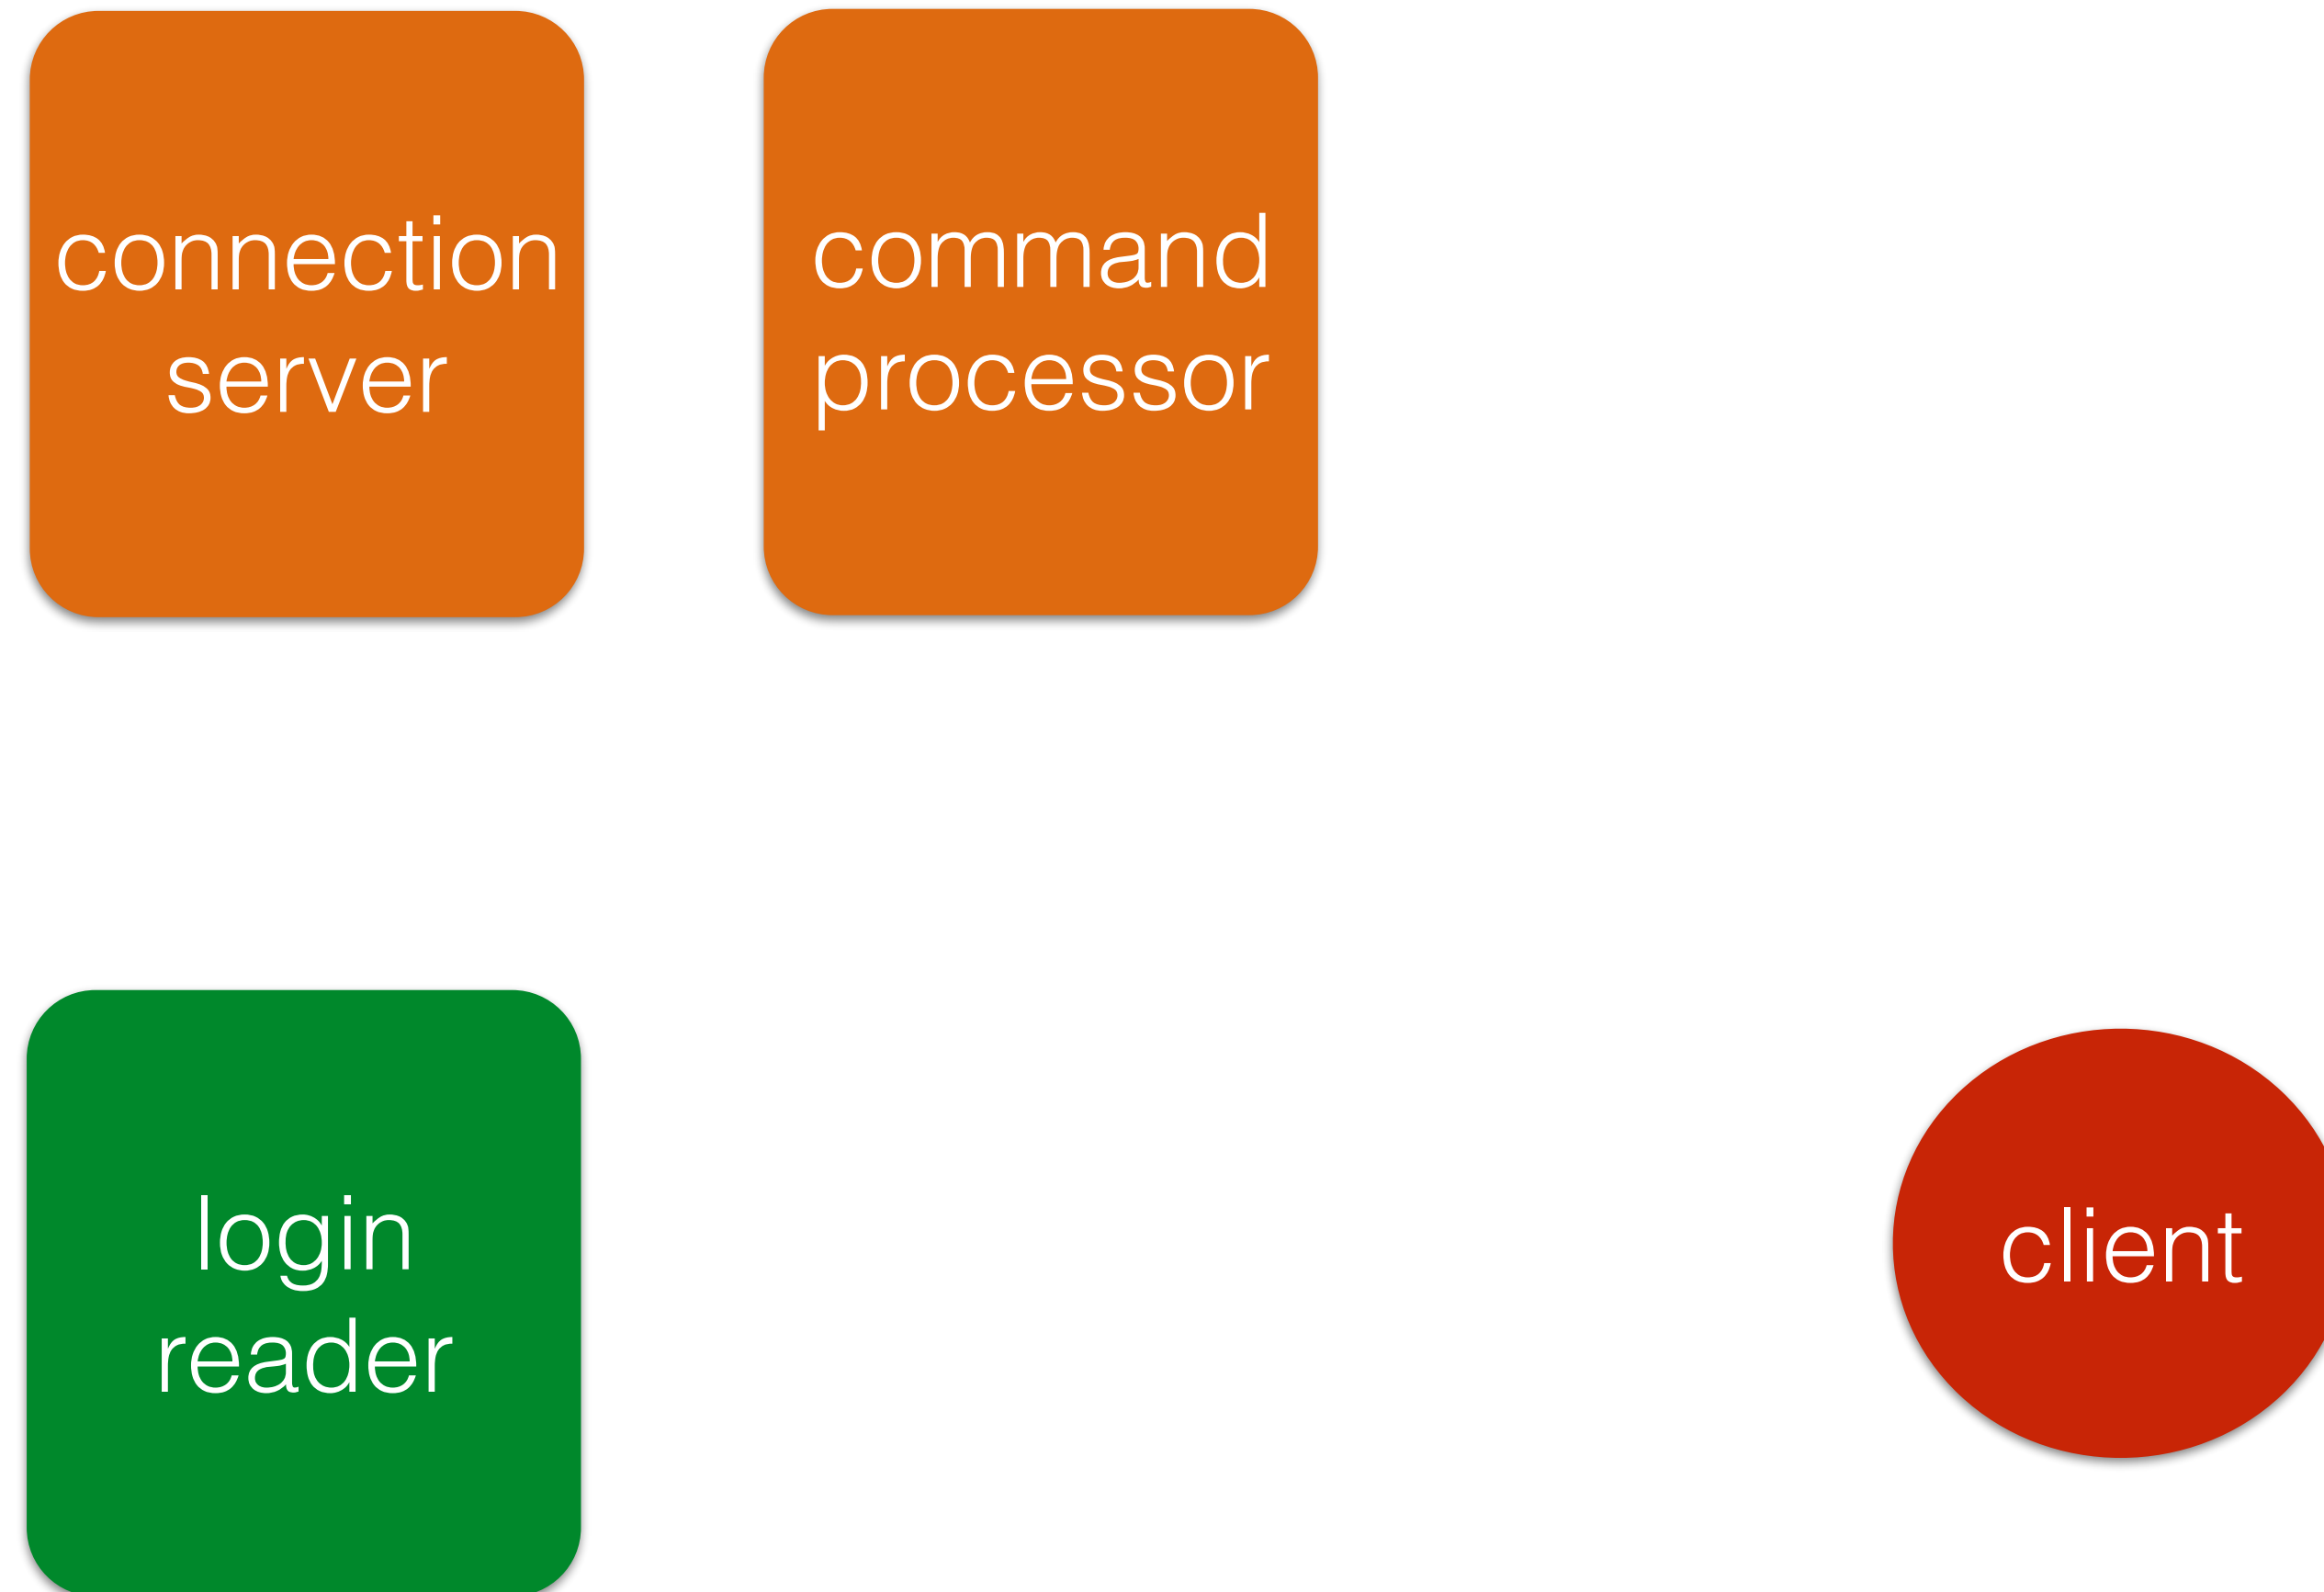 connection
server
command
processor
login
reader
client